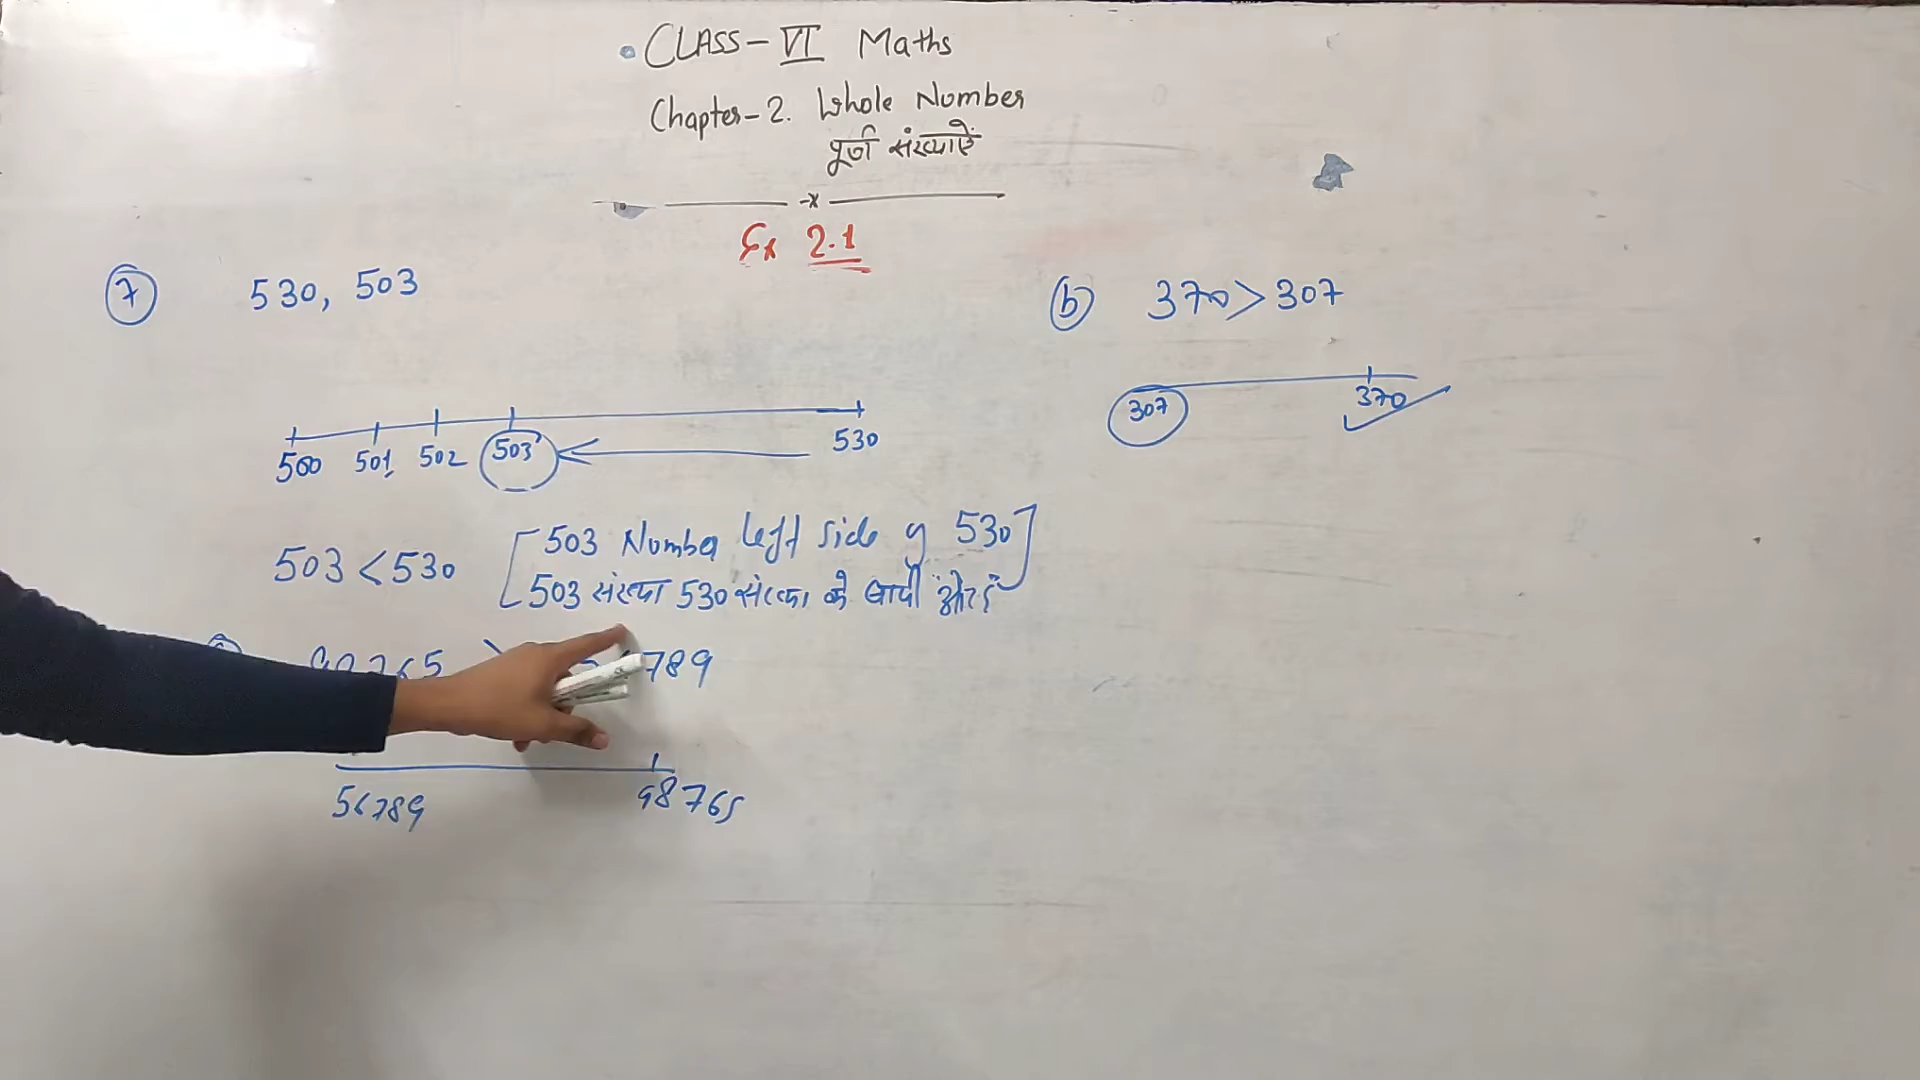 CLASS-VI Maths
Chapter-2. Whole Number
पूर्ण संख्याऐं
Ex 2.1
7 530, 503
500 501 502 503 530
503 < 530
503 Number left side of 530
503 संख्या 530 संख्या के बायी ओर है
98765 > 789
56789 98765
b 370 > 307
307 370